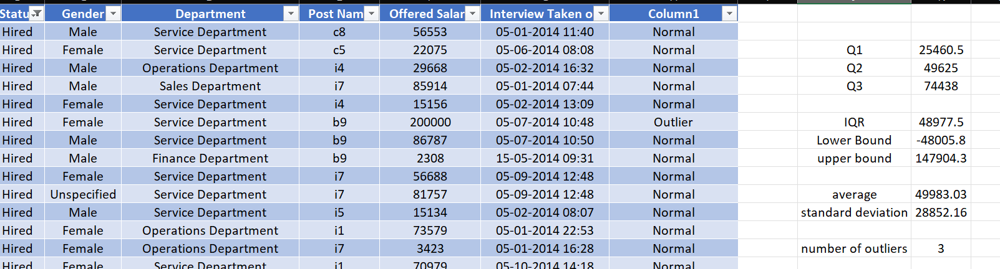 Statu Gender Department Post Nam Offered Salar Interview Taken o Column1
Hired Male Service Department c8 56553 05-01-2014 11:40 Normal
Hired Female Service Department c5 22075 05-06-2014 08:08 Normal Q1 25460.5
Hired Male Operations Department i4 29668 05-02-2014 16:32 Normal Q2 49625
Hired Male Sales Department i7 85914 05-01-2014 07:44 Normal Q3 74438
Hired Female Service Department i4 15156 05-02-2014 13:09 Normal
Hired Female Service Department b9 200000 05-07-2014 10:48 Outlier IQR 48977.5
Hired Male Service Department b9 86787 05-07-2014 10:50 Normal Lower Bound -48005.8
Hired Male Finance Department b9 2308 15-05-2014 09:31 Normal upper bound 147904.3
Hired Female Service Department i7 56688 05-09-2014 12:48 Normal
Hired Unspecified Service Department i7 81757 05-09-2014 12:48 Normal average 49983.03
Hired Male Service Department i5 15134 05-02-2014 08:07 Normal standard deviation 28852.16
Hired Female Operations Department i1 73579 05-01-2014 22:53 Normal
Hired Female Operations Department i7 3423 05-01-2014 16:28 Normal number of outliers 3
Hired Female Service Department i1 70979 05-10-2014 14:18 Normal